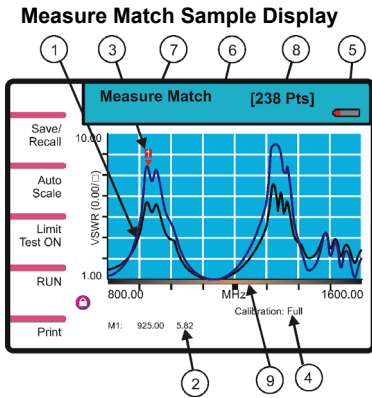 Measure Match Sample Display
1 3 7 6 8 5
Measure Match [238 Pts]
Save/
Recall
Auto
Scale
Limit
Test ON
RUN
Print
10.00
VSWR (0.00/□)
1.00
1
800.00 MHz 1600.00
Calibration: Full
M1: 925.00 5.82
2 9 4